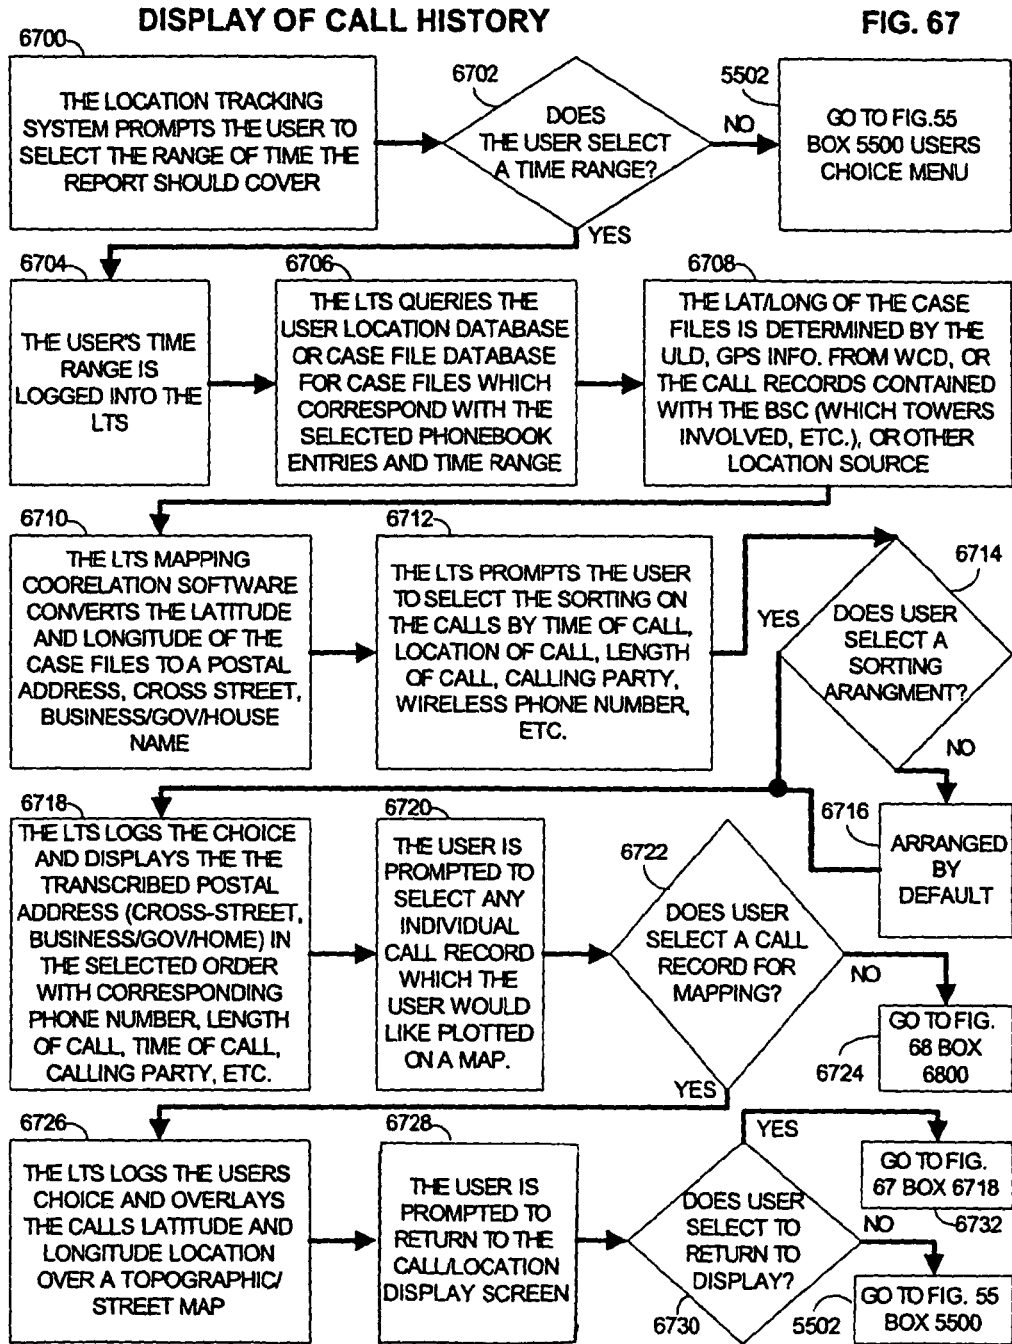 DISPLAY OF CALL HISTORY
FIG. 67
6700
THE LOCATION TRACKING
SYSTEM PROMPTS THE USER TO
SELECT THE RANGE OF TIME THE
REPORT SHOULD COVER
6702
DOES
THE USER SELECT
A TIME RANGE?
NO
YES
5502
GO TO FIG.55
BOX 5500 USERS
CHOICE MENU
6704
THE USER'S TIME
RANGE IS
LOGGED INTO THE
LTS
6706
THE LTS QUERIES THE
USER LOCATION DATABASE
OR CASE FILE DATABASE
FOR CASE FILES WHICH
CORRESPOND WITH THE
SELECTED PHONEBOOK
ENTRIES AND TIME RANGE
6708
THE LAT/LONG OF THE CASE
FILES IS DETERMINED BY THE
ULD, GPS INFO. FROM WCD, OR
THE CALL RECORDS CONTAINED
WITH THE BSC (WHICH TOWERS
INVOLVED, ETC.), OR OTHER
LOCATION SOURCE
6710
THE LTS MAPPING
COORELATION SOFTWARE
CONVERTS THE LATITUDE
AND LONGITUDE OF THE
CASE FILES TO A POSTAL
ADDRESS, CROSS STREET,
BUSINESS/GOV/HOUSE
NAME
6712
THE LTS PROMPTS THE USER
TO SELECT THE SORTING ON
THE CALLS BY TIME OF CALL,
LOCATION OF CALL, LENGTH
OF CALL, CALLING PARTY,
WIRELESS PHONE NUMBER,
ETC.
6714
DOES USER
SELECT A
SORTING
ARANGMENT?
YES
NO
6716
ARRANGED
BY
DEFAULT
6718
THE LTS LOGS THE CHOICE
AND DISPLAYS THE THE
TRANSCRIBED POSTAL
ADDRESS (CROSS-STREET,
BUSINESS/GOV/HOME) IN
THE SELECTED ORDER
WITH CORRESPONDING
PHONE NUMBER, LENGTH
OF CALL, TIME OF CALL,
CALLING PARTY, ETC.
6720
THE USER IS
PROMPTED TO
SELECT ANY
INDIVIDUAL
CALL RECORD
WHICH THE
USER WOULD
LIKE PLOTTED
ON A MAP.
6722
DOES USER
SELECT A CALL
RECORD FOR
MAPPING?
NO
YES
6724
GO TO FIG.
68 BOX
6800
6726
THE LTS LOGS THE USERS
CHOICE AND OVERLAYS
THE CALLS LATITUDE AND
LONGITUDE LOCATION
OVER A TOPOGRAPHIC/
STREET MAP
6728
THE USER IS
PROMPTED TO
RETURN TO THE
CALL/LOCATION
DISPLAY SCREEN
6730
DOES USER
SELECT TO
RETURN TO
DISPLAY?
YES
GO TO FIG.
67 BOX 6718
6732
NO
5502
GO TO FIG. 55
BOX 5500